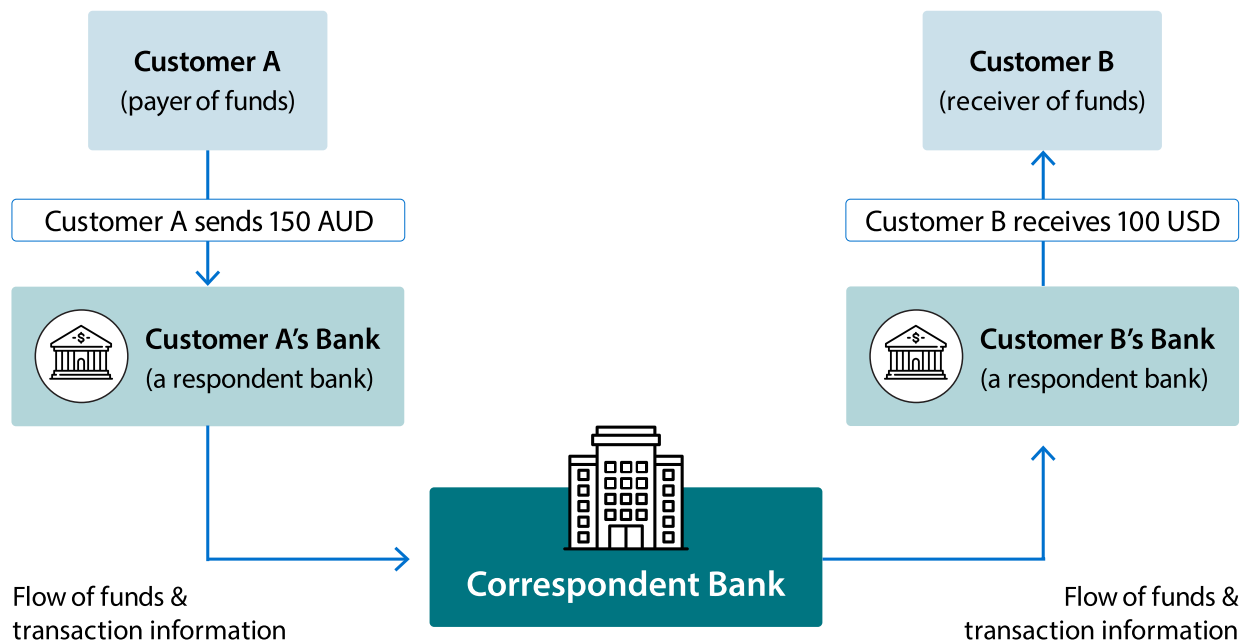 Customer A
(payer of funds)
Customer B
(receiver of funds)
Customer A sends 150 AUD
Customer B receives 100 USD
-$-
Customer A’s Bank
(a respondent bank)
-$-
Customer B’s Bank
(a respondent bank)
Correspondent Bank
Flow of funds &
transaction information
Flow of funds &
transaction information